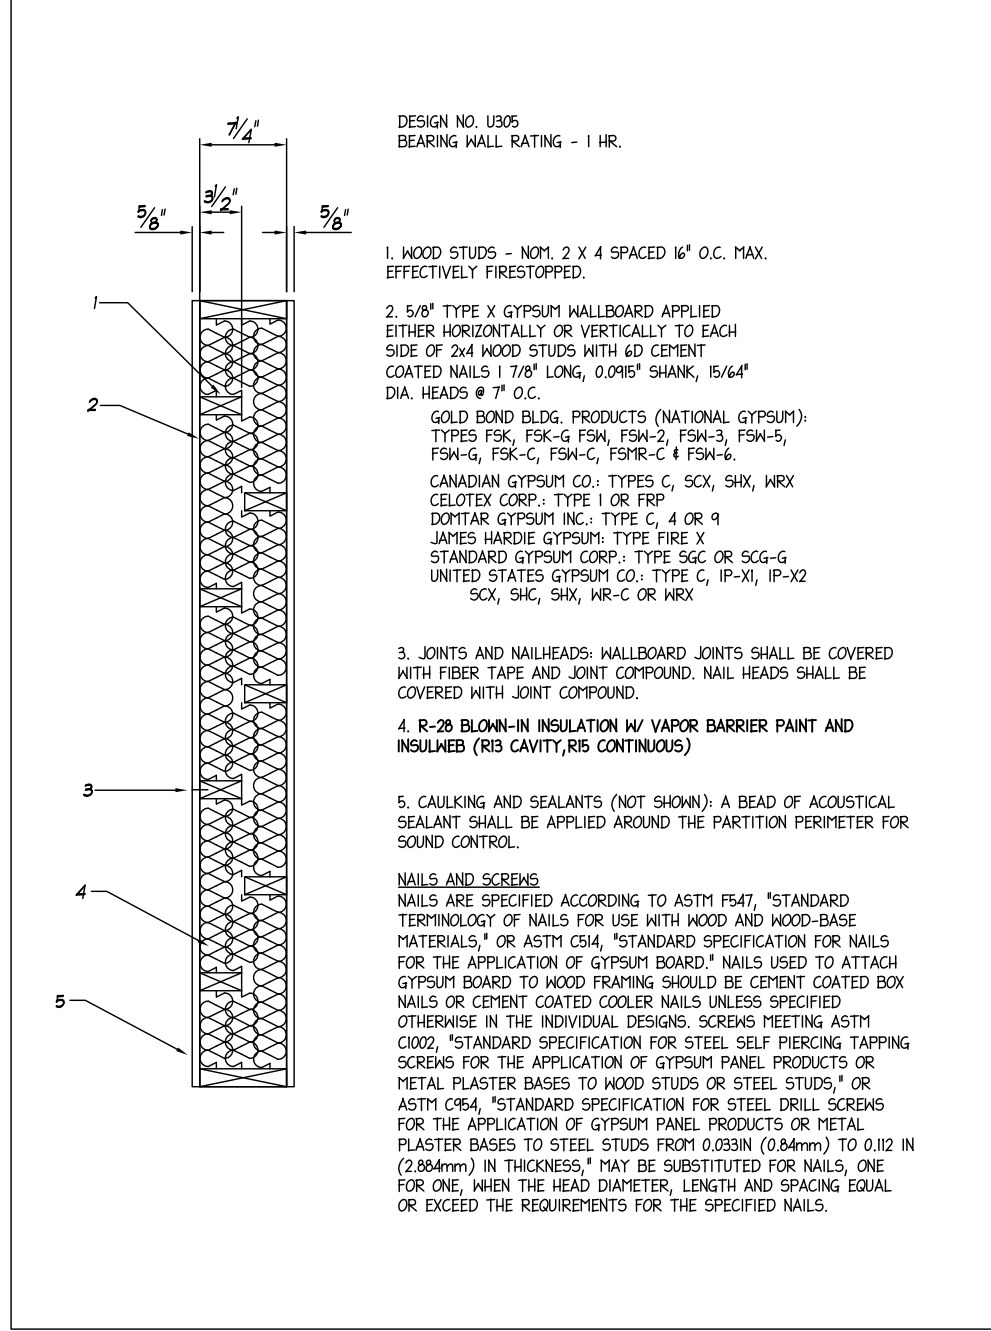 7 1/4"
3 1/2"
5/8"
5/8"
1
2
3
4
5
DESIGN NO. U305
BEARING WALL RATING - 1 HR.
1. WOOD STUDS - NOM. 2 X 4 SPACED 16" O.C. MAX.
EFFECTIVELY FIRESTOPPED.
2. 5/8" TYPE X GYPSUM WALLBOARD APPLIED
EITHER HORIZONTALLY OR VERTICALLY TO EACH
SIDE OF 2x4 WOOD STUDS WITH 6D CEMENT
COATED NAILS 1 7/8" LONG, 0.0915" SHANK, 15/64"
DIA. HEADS @ 7" O.C.
GOLD BOND BLDG. PRODUCTS (NATIONAL GYPSUM):
TYPES FSK, FSK-G FSW, FSW-2, FSW-3, FSW-5,
FSW-G, FSK-C, FSW-C, FSMR-C & FSW-6.
CANADIAN GYPSUM CO.: TYPES C, SCX, SHX, WRX
CELOTEX CORP.: TYPE 1 OR FRP
DOMTAR GYPSUM INC.: TYPE C, 4 OR 9
JAMES HARDIE GYPSUM: TYPE FIRE X
STANDARD GYPSUM CORP.: TYPE SGC OR SCG-G
UNITED STATES GYPSUM CO.: TYPE C, IP-X1, IP-X2
SCX, SHC, SHX, WR-C OR WRX
3. JOINTS AND NAILHEADS: WALLBOARD JOINTS SHALL BE COVERED
WITH FIBER TAPE AND JOINT COMPOUND. NAIL HEADS SHALL BE
COVERED WITH JOINT COMPOUND.
4. R-28 BLOWN-IN INSULATION W/ VAPOR BARRIER PAINT AND
INSULWEB (R13 CAVITY,R15 CONTINUOUS)
5. CAULKING AND SEALANTS (NOT SHOWN): A BEAD OF ACOUSTICAL
SEALANT SHALL BE APPLIED AROUND THE PARTITION PERIMETER FOR
SOUND CONTROL.
NAILS AND SCREWS
NAILS ARE SPECIFIED ACCORDING TO ASTM F547, "STANDARD
TERMINOLOGY OF NAILS FOR USE WITH WOOD AND WOOD-BASE
MATERIALS," OR ASTM C514, "STANDARD SPECIFICATION FOR NAILS
FOR THE APPLICATION OF GYPSUM BOARD." NAILS USED TO ATTACH
GYPSUM BOARD TO WOOD FRAMING SHOULD BE CEMENT COATED BOX
NAILS OR CEMENT COATED COOLER NAILS UNLESS SPECIFIED
OTHERWISE IN THE INDIVIDUAL DESIGNS. SCREWS MEETING ASTM
C1002, "STANDARD SPECIFICATION FOR STEEL SELF PIERCING TAPPING
SCREWS FOR THE APPLICATION OF GYPSUM PANEL PRODUCTS OR
METAL PLASTER BASES TO WOOD STUDS OR STEEL STUDS," OR
ASTM C954, "STANDARD SPECIFICATION FOR STEEL DRILL SCREWS
FOR THE APPLICATION OF GYPSUM PANEL PRODUCTS OR METAL
PLASTER BASES TO STEEL STUDS FROM 0.033IN (0.84mm) TO 0.112 IN
(2.884mm) IN THICKNESS," MAY BE SUBSTITUTED FOR NAILS, ONE
FOR ONE, WHEN THE HEAD DIAMETER, LENGTH AND SPACING EQUAL
OR EXCEED THE REQUIREMENTS FOR THE SPECIFIED NAILS.